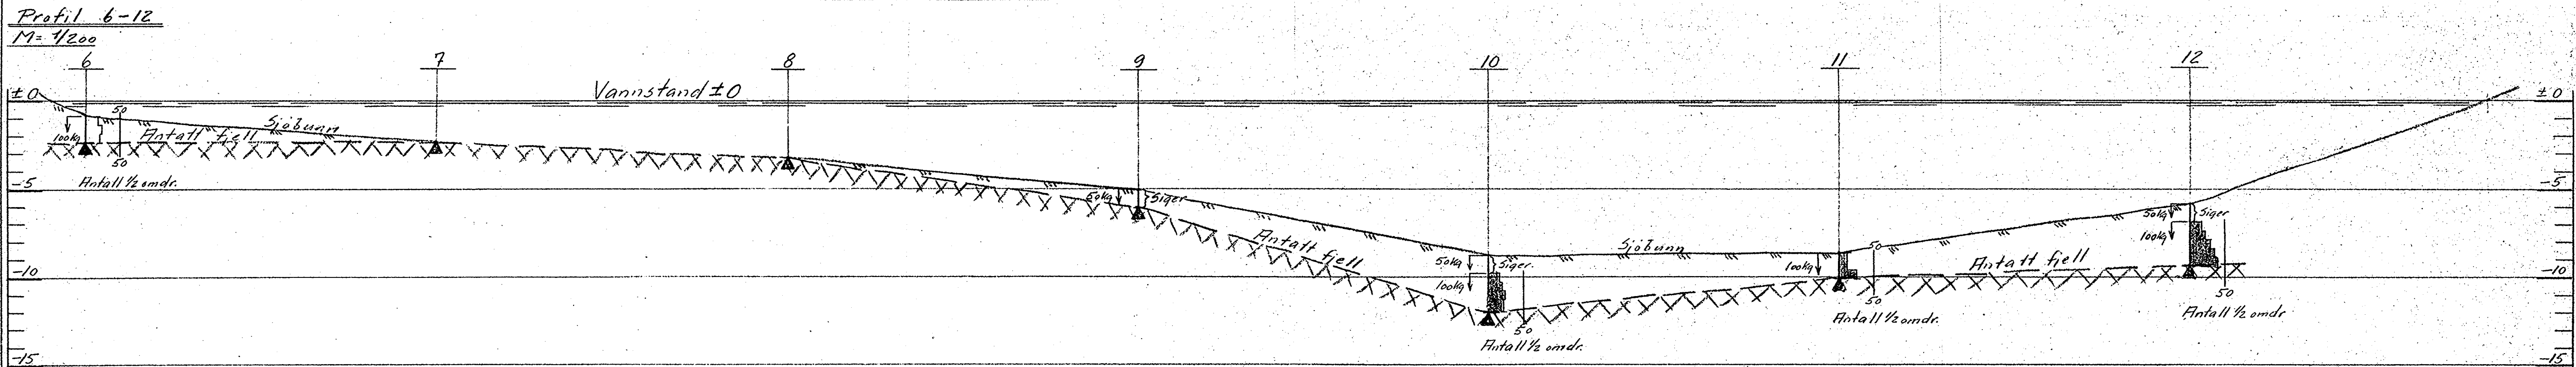 Profil 6-12
M= 1/200
6
7
8
9
10
11
12
±0
Vannstand ±0
±0
50
100kg
Antatt fjell
Sjöbunn
50
Antall 1/2 omdr.
-5
-5
50kg
Siger
Antatt fjell
50kg
Siger.
100kg
50
Antall 1/2 omdr.
Sjöbunn
100kg
50
50
Antall 1/2 omdr.
Antatt fjell
50kg
Siger
100kg
50
Antall 1/2 omdr
-10
-10
-15
-15